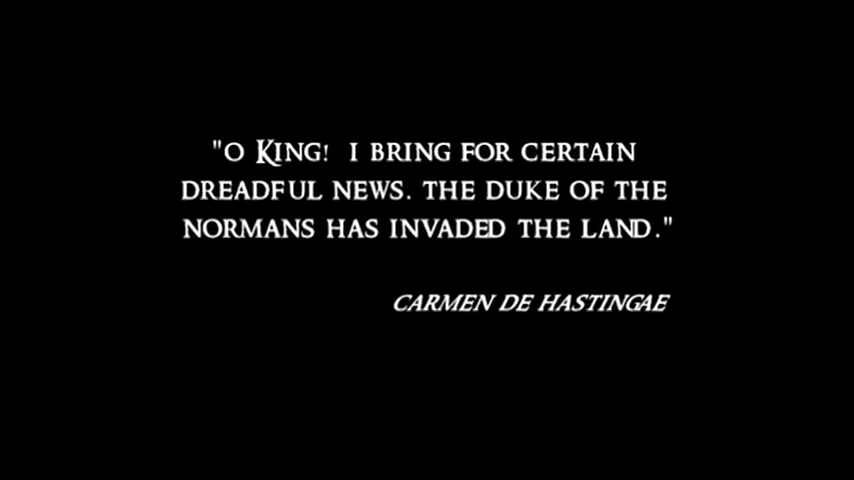 "O KING!  I BRING FOR CERTAIN
DREADFUL NEWS. THE DUKE OF THE
NORMANS HAS INVADED THE LAND."
CARMEN DE HASTINGAE